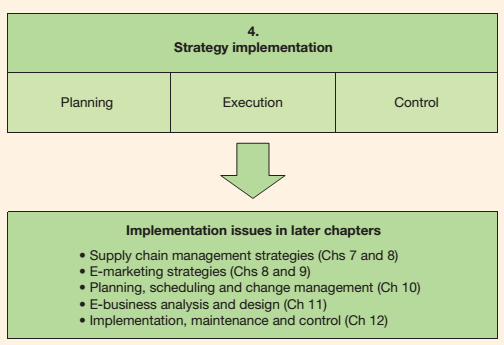 4.
Strategy implementation
Planning
Execution
Control
Implementation issues in later chapters
• Supply chain management strategies (Chs 7 and 8)
• E-marketing strategies (Chs 8 and 9)
• Planning, scheduling and change management (Ch 10)
• E-business analysis and design (Ch 11)
• Implementation, maintenance and control (Ch 12)